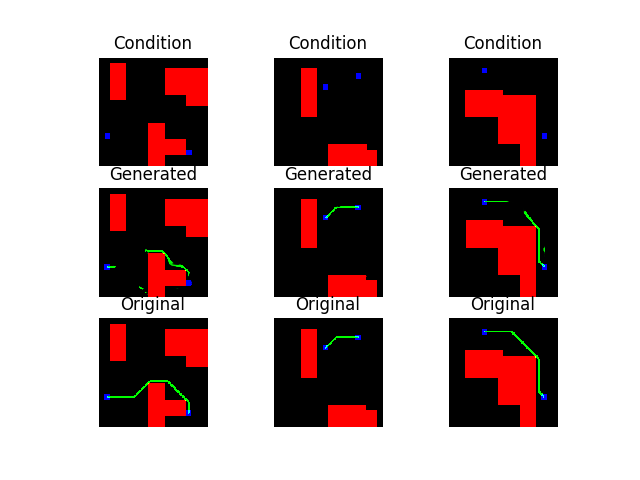 Condition Condition Condition
Generated Generated Generated
Original Original Original